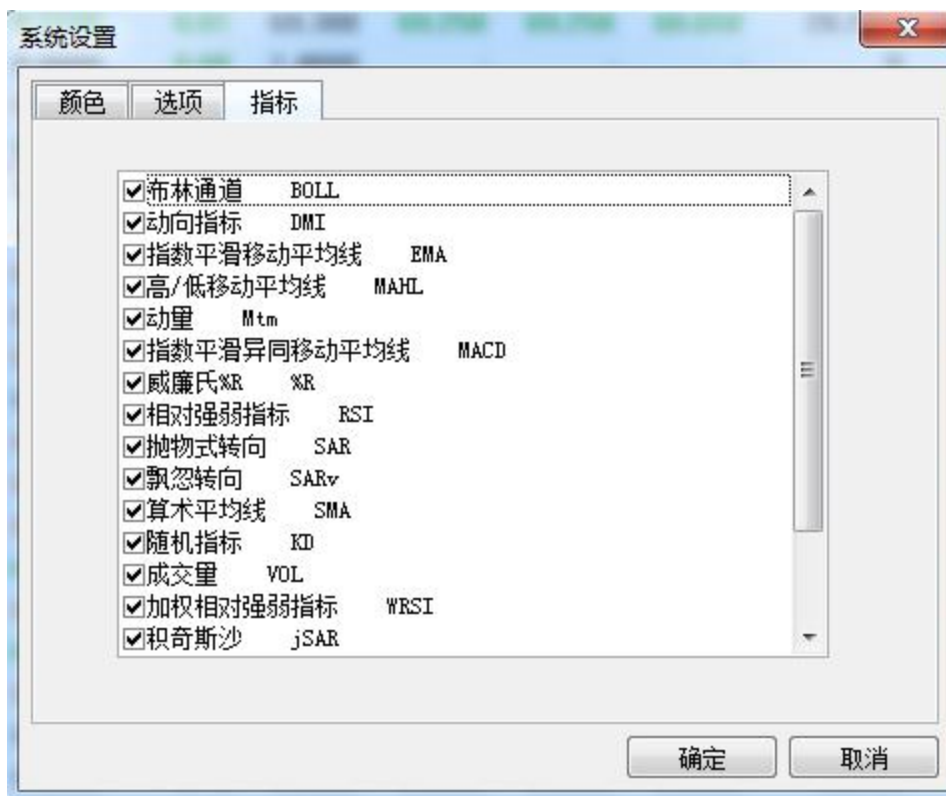 系统设置
颜色 选项 指标
布林通道 BOLL
动向指标 DMI
指数平滑移动平均线 EMA
高/低移动平均线 MAHL
动量 Mtm
指数平滑异同移动平均线 MACD
威廉氏%R %R
相对强弱指标 RSI
抛物式转向 SAR
飘忽转向 SARv
算术平均线 SMA
随机指标 KD
成交量 VOL
加权相对强弱指标 WRSI
积奇斯沙 jSAR
确定 取消